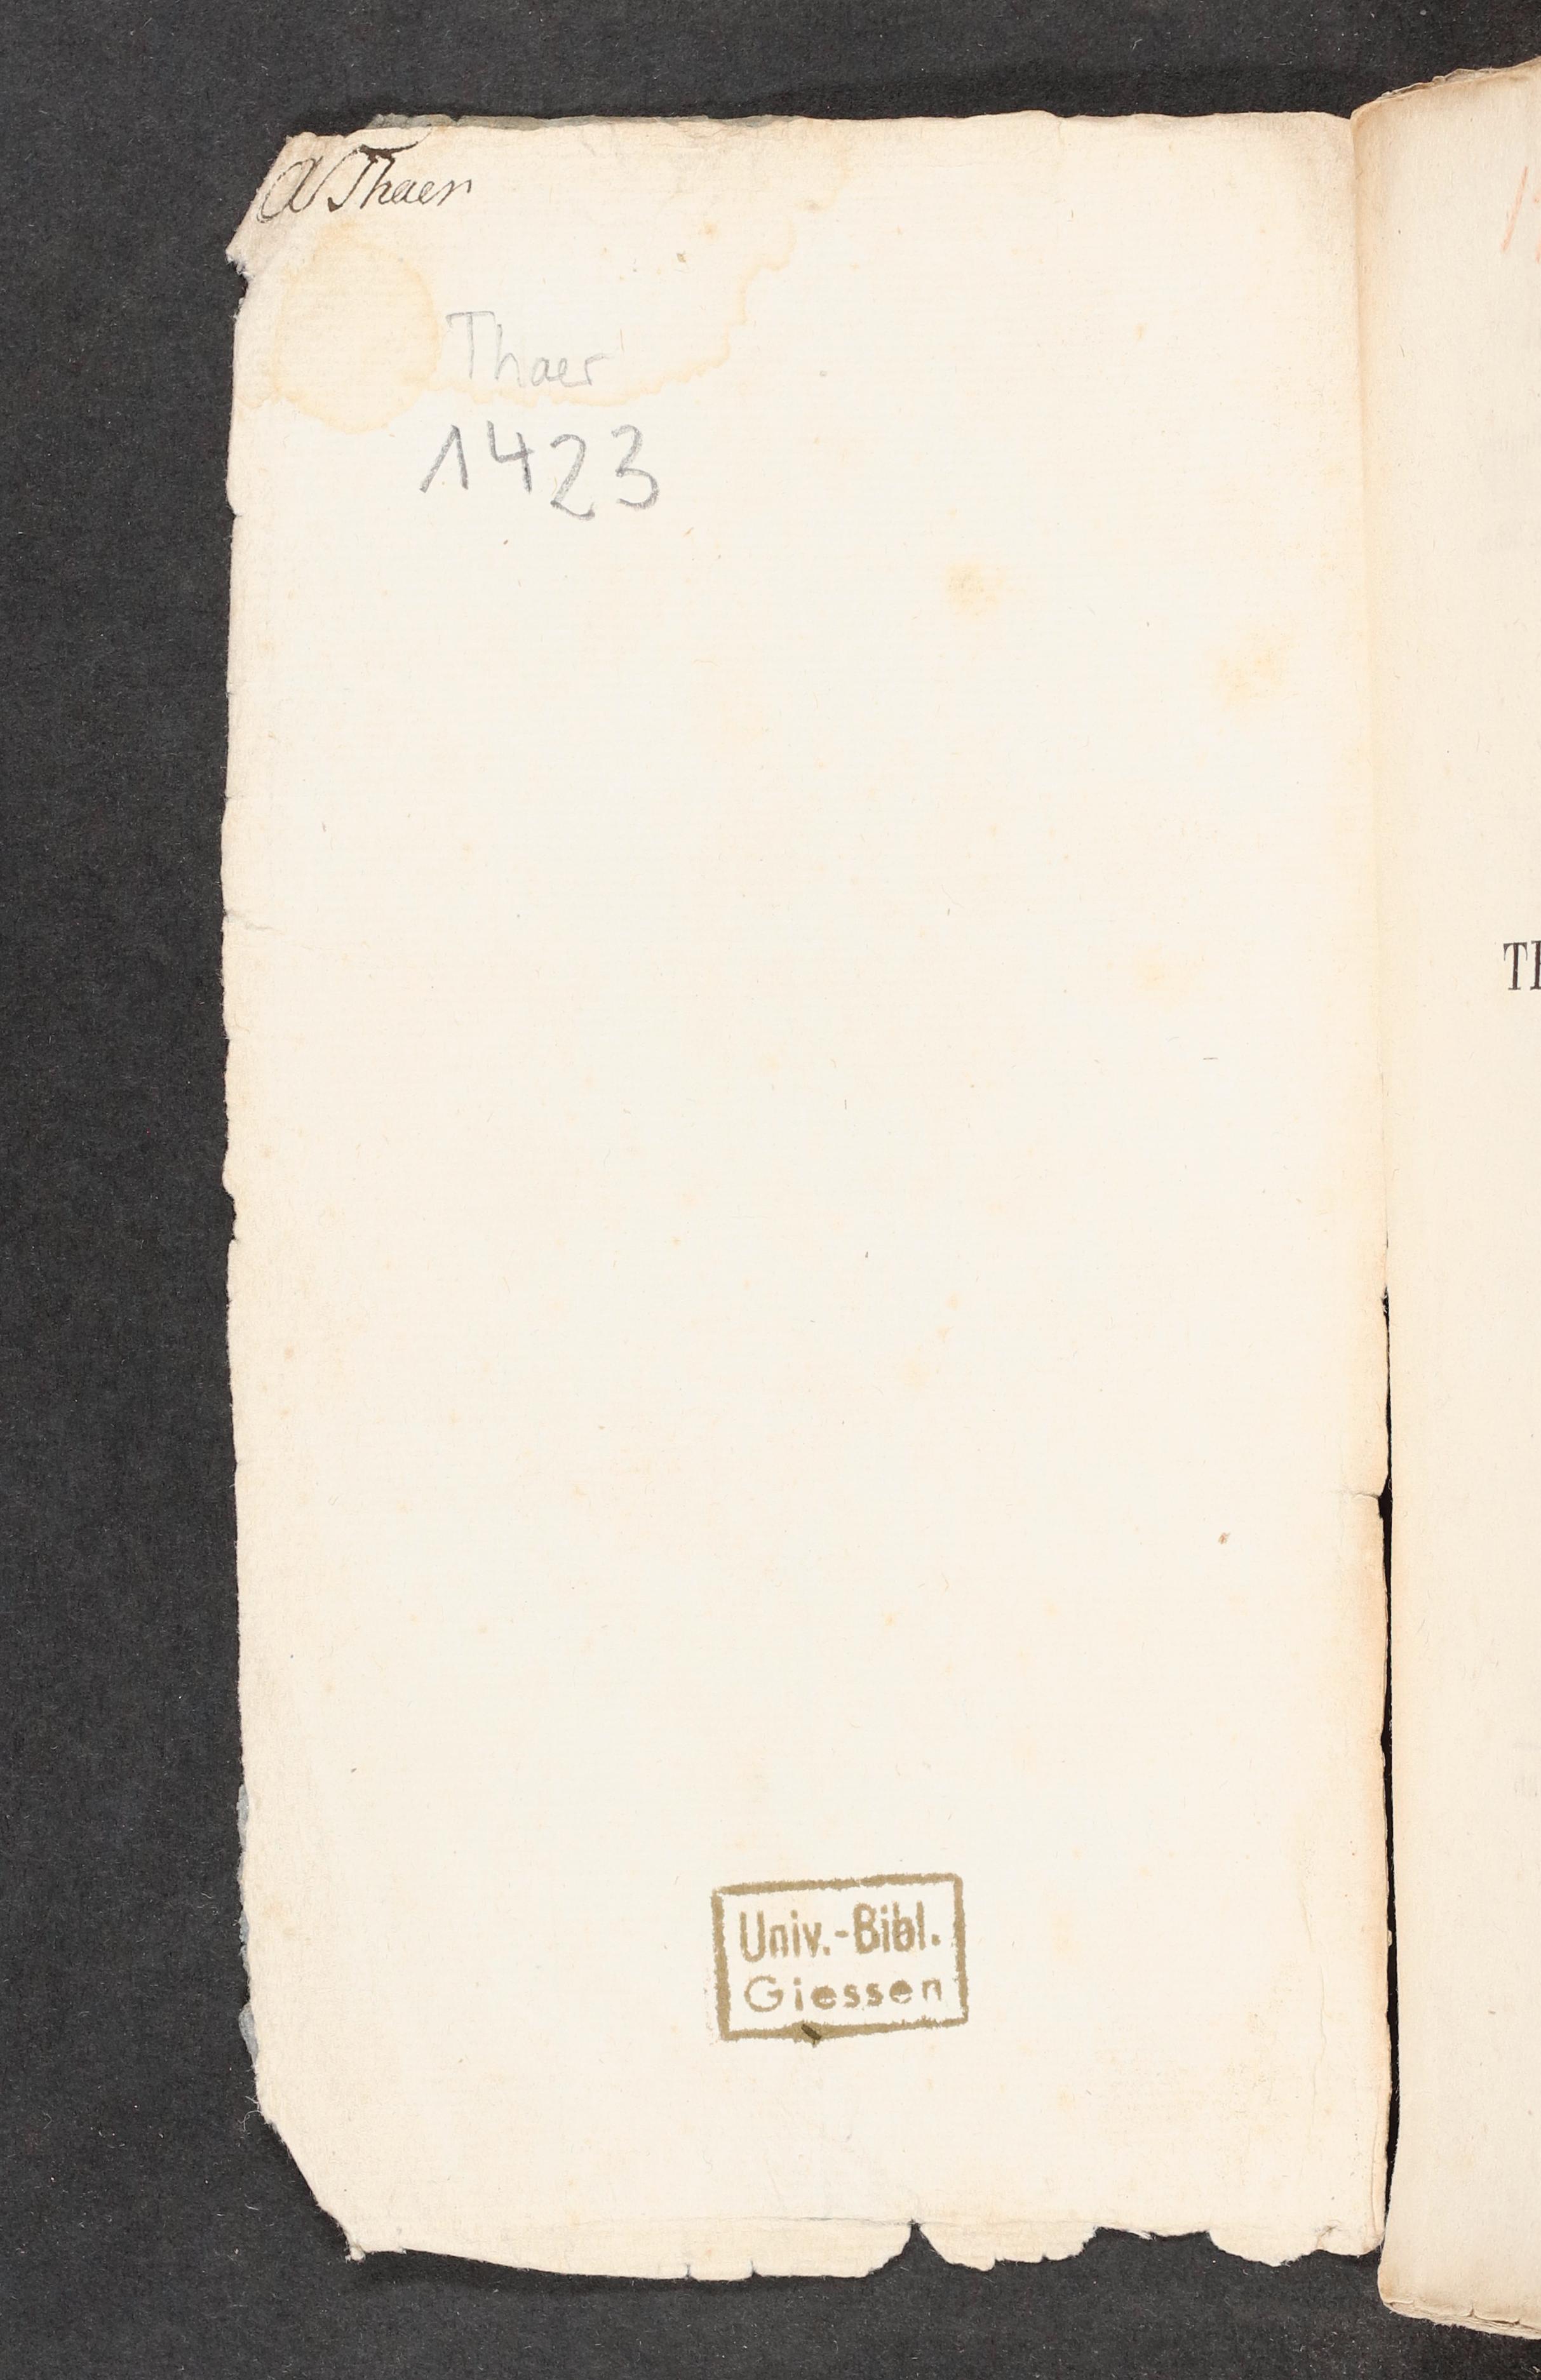 A Thaer
Thaer
1423
Univ.-Bibl.
Giessen